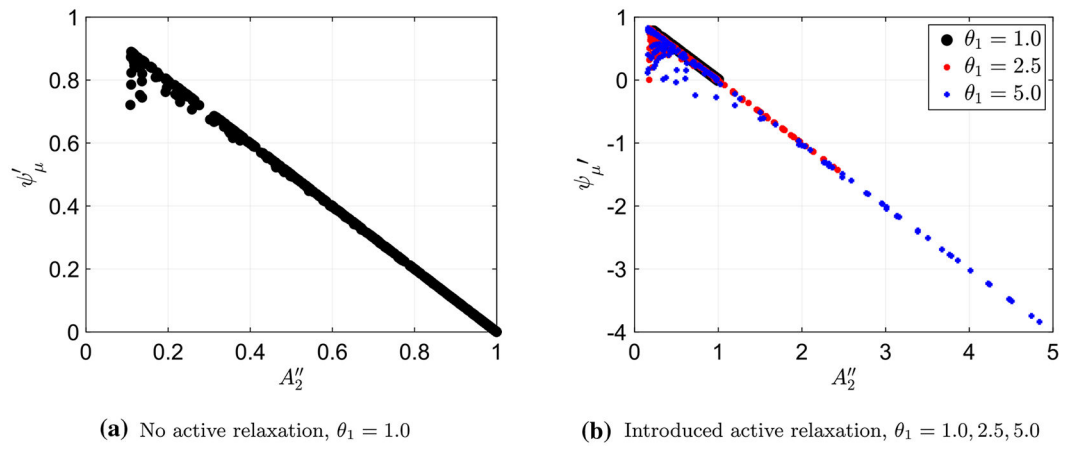 1
0.8
0.6
0.4
0.2
0
ψ′μ
0 0.2 0.4 0.6 0.8 1
A″2
(a) No active relaxation, θ1 = 1.0
1
0
-1
-2
-3
-4
ψμ′
θ1 = 1.0
θ1 = 2.5
θ1 = 5.0
0 1 2 3 4 5
A″2
(b) Introduced active relaxation, θ1 = 1.0, 2.5, 5.0